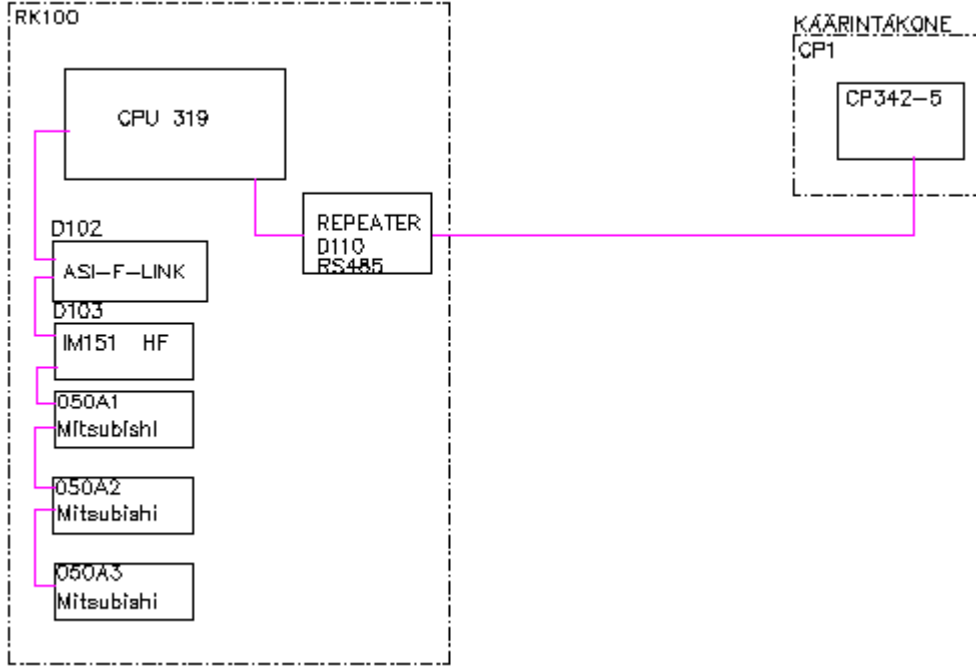 RK100
CPU 319
D102
ASI-F-LINK
D103
IM151 HF
050A1
Mitsubishi
050A2
Mitsubishi
050A3
Mitsubishi
REPEATER
D110
RS485
KÄÄRINTÄKONE
CP1
CP342-5